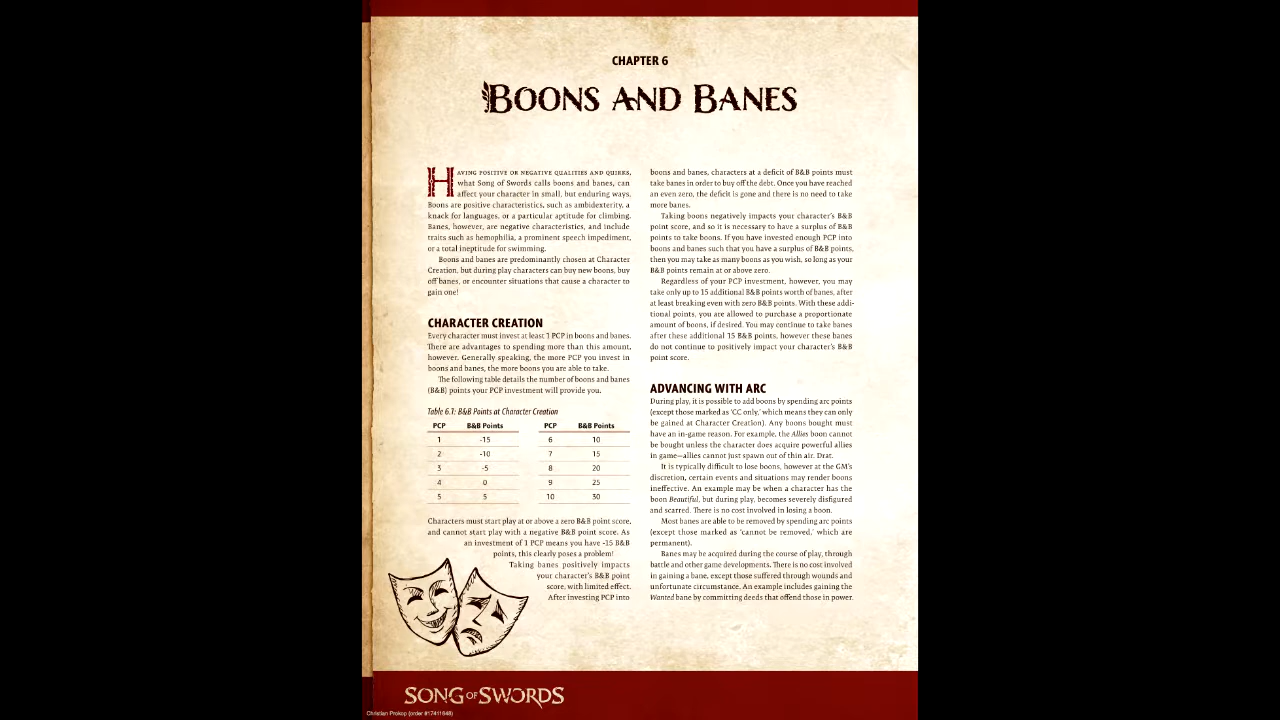 CHAPTER 6
BOONS AND BANES
HAVING POSITIVE OR NEGATIVE QUALITIES AND QUIRKS,
what Song of Swords calls boons and banes, can
affect your character in small, but enduring ways.
Boons are positive characteristics, such as ambidexterity, a
knack for languages, or a particular aptitude for climbing.
Banes, however, are negative characteristics, and include
traits such as hemophilia, a prominent speech impediment,
or a total ineptitude for swimming.
Boons and banes are predominantly chosen at Character
Creation, but during play characters can buy new boons, buy
off banes, or encounter situations that cause a character to
gain one!
CHARACTER CREATION
Every character must invest at least 1 PCP in boons and banes.
There are advantages to spending more than this amount,
however. Generally speaking, the more PCP you invest in
boons and banes, the more boons you are able to take.
The following table details the number of boons and banes
(B&B) points your PCP investment will provide you.
Table 6.1: B&B Points at Character Creation
PCP B&B Points PCP B&B Points
1 -15 6 10
2 -10 7 15
3 -5 8 20
4 0 9 25
5 5 10 30
Characters must start play at or above a zero B&B point score,
and cannot start play with a negative B&B point score. As
an investment of 1 PCP means you have -15 B&B
points, this clearly poses a problem!
Taking banes positively impacts
your character's B&B point
score, with limited effect.
After investing PCP into
boons and banes, characters at a deficit of B&B points must
take banes in order to buy off the debt. Once you have reached
an even zero, the deficit is gone and there is no need to take
more banes.
Taking boons negatively impacts your character's B&B
point score, and so it is necessary to have a surplus of B&B
points to take boons. If you have invested enough PCP into
boons and banes such that you have a surplus of B&B points,
then you may take as many boons as you wish, so long as your
B&B points remain at or above zero.
Regardless of your PCP investment, however, you may
take only up to 15 additional B&B points worth of banes, after
at least breaking even with zero B&B points. With these addi-
tional points, you are allowed to purchase a proportionate
amount of boons, if desired. You may continue to take banes
after these additional 15 B&B points, however these banes
do not continue to positively impact your character's B&B
point score.
ADVANCING WITH ARC
During play, it is possible to add boons by spending arc points
(except those marked as 'CC only,' which means they can only
be gained at Character Creation). Any boons bought must
have an in-game reason. For example, the Allies boon cannot
be bought unless the character does acquire powerful allies
in game—allies cannot just spawn out of thin air. Drat.
It is typically difficult to lose boons, however at the GM's
discretion, certain events and situations may render boons
ineffective. An example may be when a character has the
boon Beautiful, but during play, becomes severely disfigured
and scarred. There is no cost involved in losing a boon.
Most banes are able to be removed by spending arc points
(except those marked as 'cannot be removed,' which are
permanent).
Banes may be acquired during the course of play, through
battle and other game developments. There is no cost involved
in gaining a bane, except those suffered through wounds and
unfortunate circumstance. An example includes gaining the
Wanted bane by committing deeds that offend those in power.
SONG OF SWORDS
Christian Prokop (order #17411648)